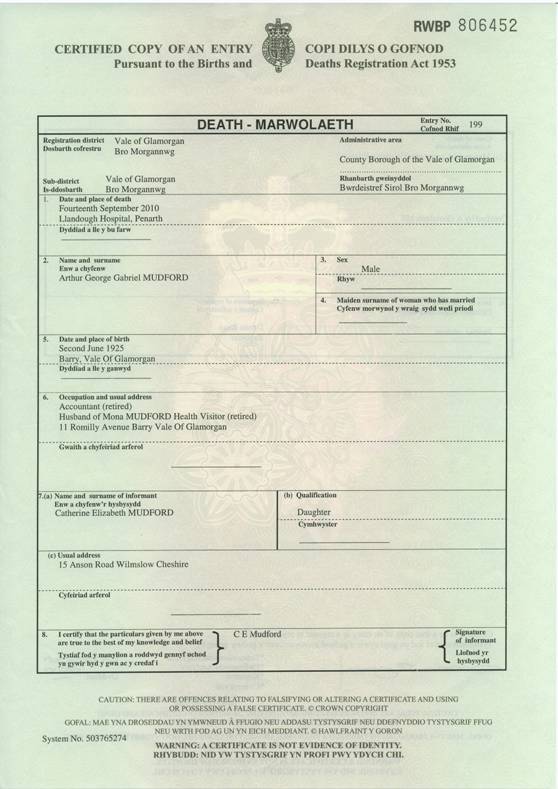 RWBP 806452
CERTIFIED COPY OF AN ENTRY
Pursuant to the Births and
COPI DILYS O GOFNOD
Deaths Registration Act 1953
DEATH - MARWOLAETH
Entry No.
Cofnod Rhif
199
Registration district
Dosbarth cofrestru
Vale of Glamorgan
Bro Morgannwg
Administrative area
County Borough of the Vale of Glamorgan
Sub-district
Is-ddosbarth
Vale of Glamorgan
Bro Morgannwg
Rhanbarth gweinyddol
Bwrdeistref Sirol Bro Morgannwg
1. Date and place of death
Fourteenth September 2010
Llandough Hospital, Penarth
Dyddiad a lle y bu farw
2. Name and surname
Enw a chyfenw
Arthur George Gabriel MUDFORD
3. Sex
Male
Rhyw
4. Maiden surname of woman who has married
Cyfenw morwynol y wraig sydd wedi priodi
5. Date and place of birth
Second June 1925
Barry, Vale Of Glamorgan
Dyddiad a lle y ganwyd
6. Occupation and usual address
Accountant (retired)
Husband of Mona MUDFORD Health Visitor (retired)
11 Romilly Avenue Barry Vale Of Glamorgan
Gwaith a chyfeiriad arferol
7.(a) Name and surname of informant
Enw a chyfenw'r hysbysydd
Catherine Elizabeth MUDFORD
(b) Qualification
Daughter
Cymhwyster
(c) Usual address
15 Anson Road Wilmslow Cheshire
Cyfeiriad arferol
8. I certify that the particulars given by me above
are true to the best of my knowledge and belief
Tystiaf fod y manylion a roddwyd gennyf uchod
yn gywir hyd y gwn ac y credaf i
C E Mudford
Signature
of informant
Llofnod yr
hysbysydd
CAUTION: THERE ARE OFFENCES RELATING TO FALSIFYING OR ALTERING A CERTIFICATE AND USING
OR POSSESSING A FALSE CERTIFICATE. © CROWN COPYRIGHT
GOFAL: MAE YNA DROSEDDAU YN YMWNEUD Â FFUGIO NEU ADDASU TYSTYSGRIF NEU DDEFNYDDIO TYSTYSGRIF FFUG
NEU WRTH FOD AG UN YN EICH MEDDIANT. © HAWLFRAINT Y GORON
System No. 503765274
WARNING: A CERTIFICATE IS NOT EVIDENCE OF IDENTITY.
RHYBUDD: NID YW TYSTYSGRIF YN PROFI PWY YDYCH CHI.